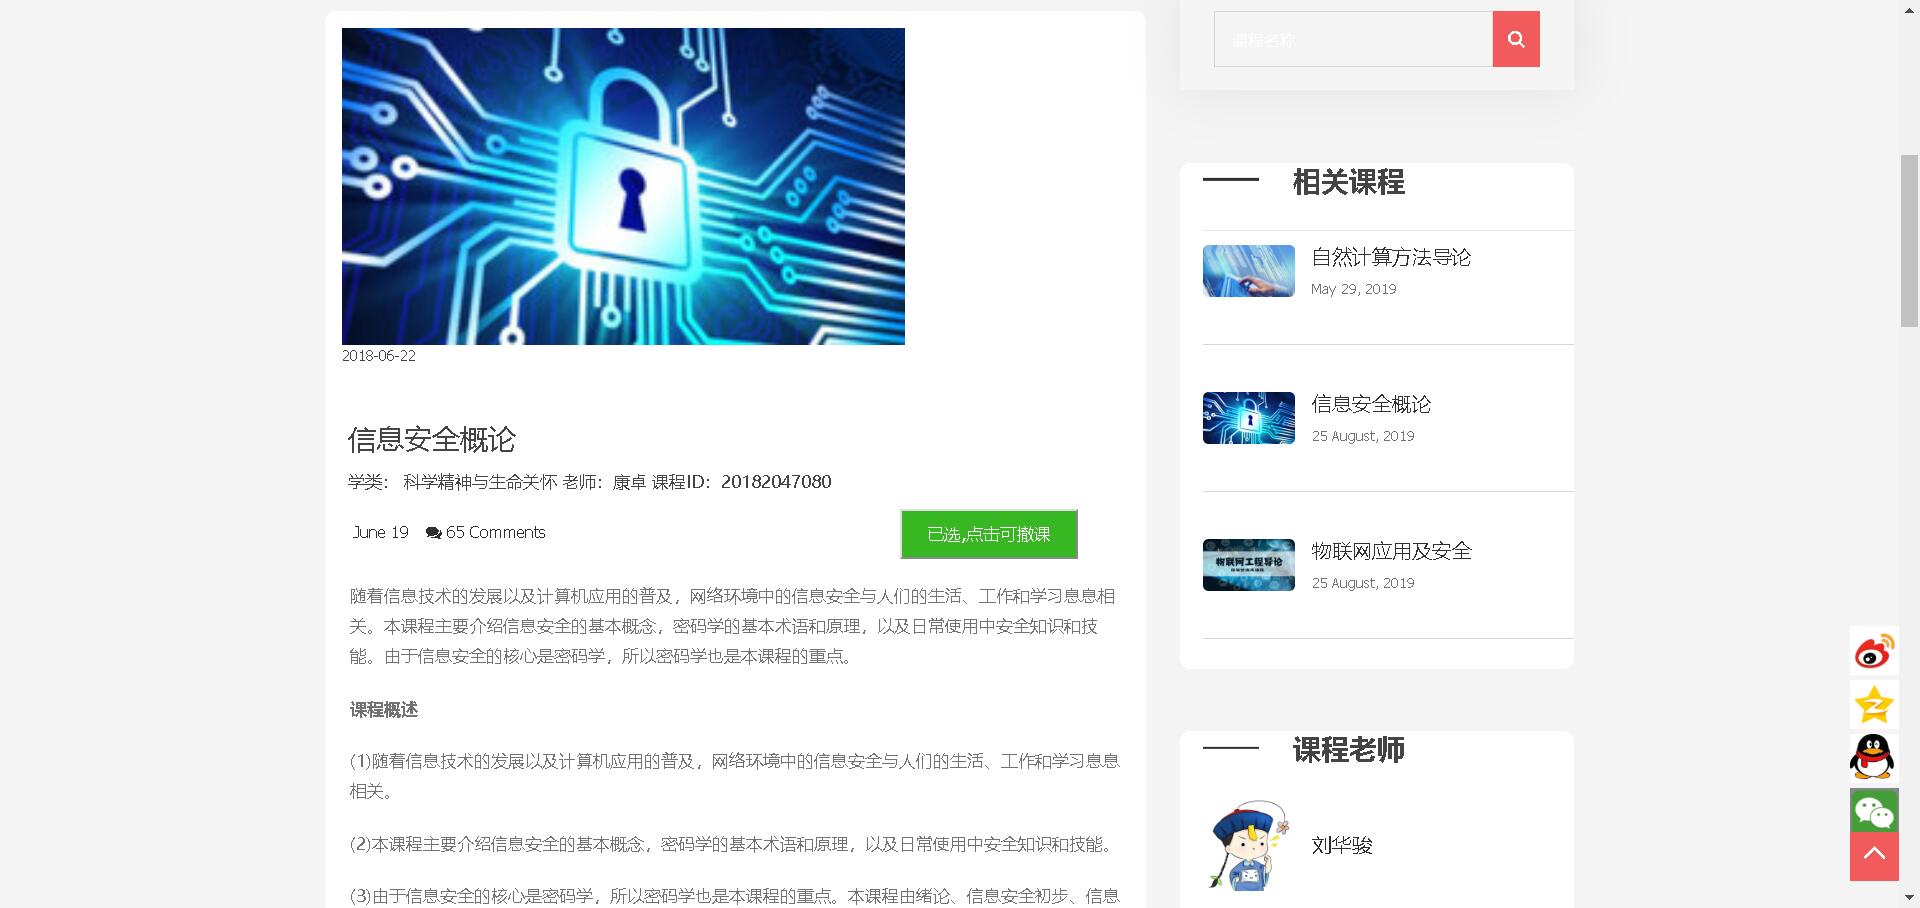 2018-06-22
信息安全概论
学类： 科学精神与生命关怀 老师：康卓 课程ID：20182047080
June 19 65 Comments
已选,点击可撤课
随着信息技术的发展以及计算机应用的普及，网络环境中的信息安全与人们的生活、工作和学习息息相
关。本课程主要介绍信息安全的基本概念，密码学的基本术语和原理，以及日常使用中安全知识和技
能。由于信息安全的核心是密码学，所以密码学也是本课程的重点。
课程概述
(1)随着信息技术的发展以及计算机应用的普及，网络环境中的信息安全与人们的生活、工作和学习息息
相关。
(2)本课程主要介绍信息安全的基本概念，密码学的基本术语和原理，以及日常使用中安全知识和技能。
(3)由于信息安全的核心是密码学，所以密码学也是本课程的重点。本课程由绪论、信息安全初步、信息
课程名称
相关课程
自然计算方法导论
May 29, 2019
信息安全概论
25 August, 2019
物联网工程导论
物联网应用及安全
25 August, 2019
课程老师
刘华骏